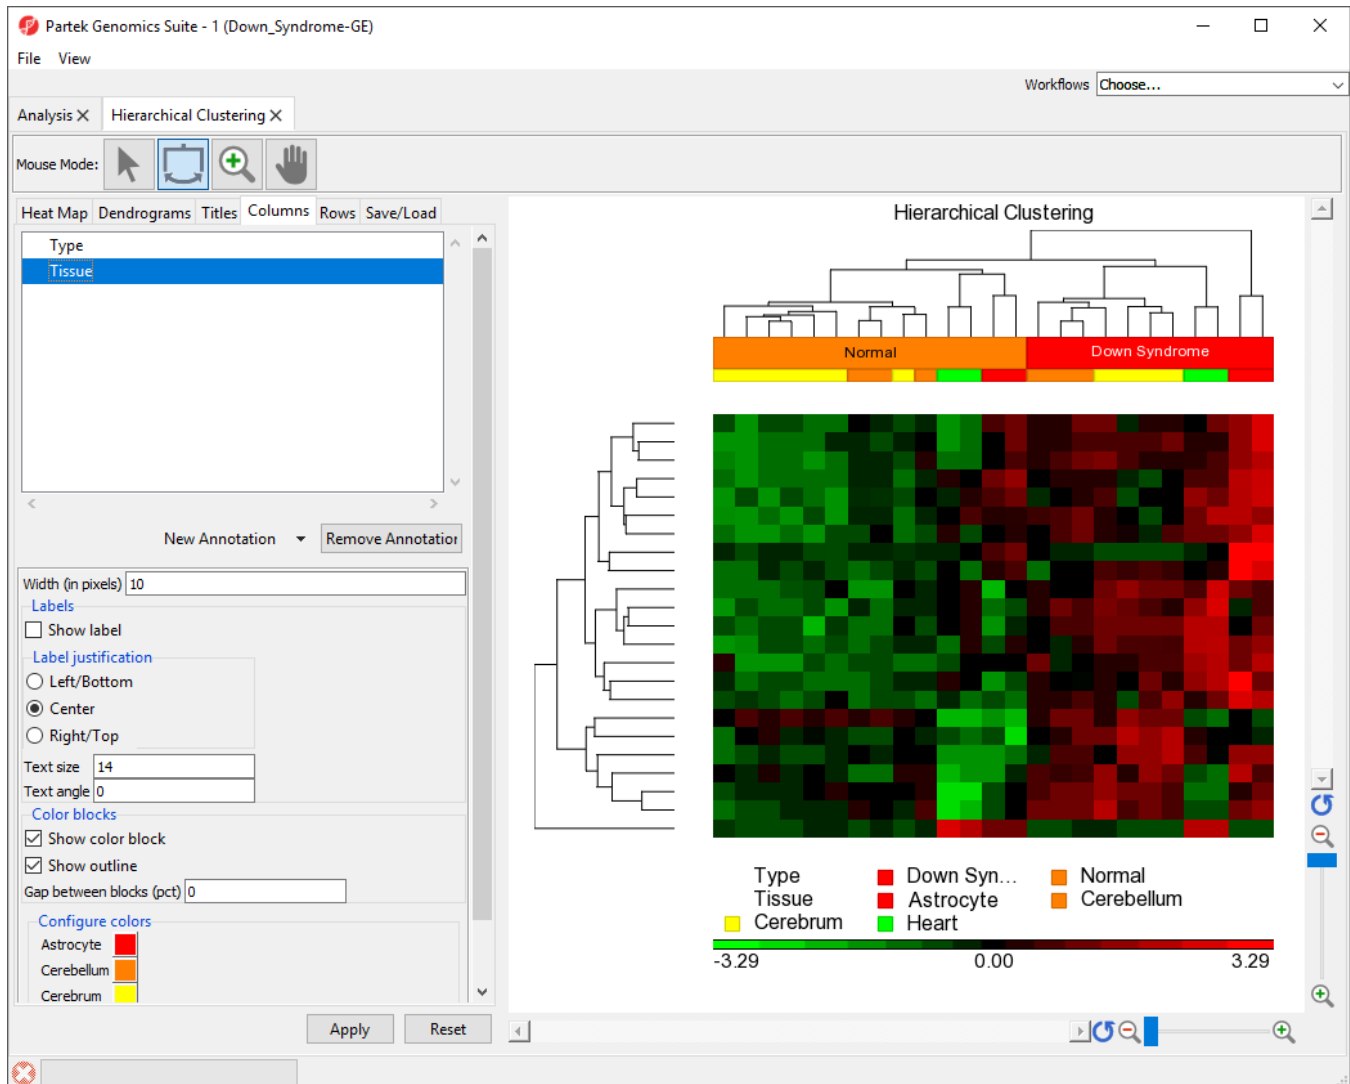 Partek Genomics Suite - 1 (Down_Syndrome-GE)
File View
Workflows Choose...
Analysis Hierarchical Clustering
Mouse Mode:
Heat Map Dendrograms Titles Columns Rows Save/Load
Type
Tissue
New Annotation Remove Annotation
Width (in pixels) 10
Labels
Show label
Label justification
Left/Bottom
Center
Right/Top
Text size 14
Text angle 0
Color blocks
Show color block
Show outline
Gap between blocks (pct) 0
Configure colors
Astrocyte
Cerebellum
Cerebrum
Apply Reset
Hierarchical Clustering
Normal Down Syndrome
Type Down Syn... Normal
Tissue Astrocyte Cerebellum
Cerebrum Heart
-3.29 0.00 3.29